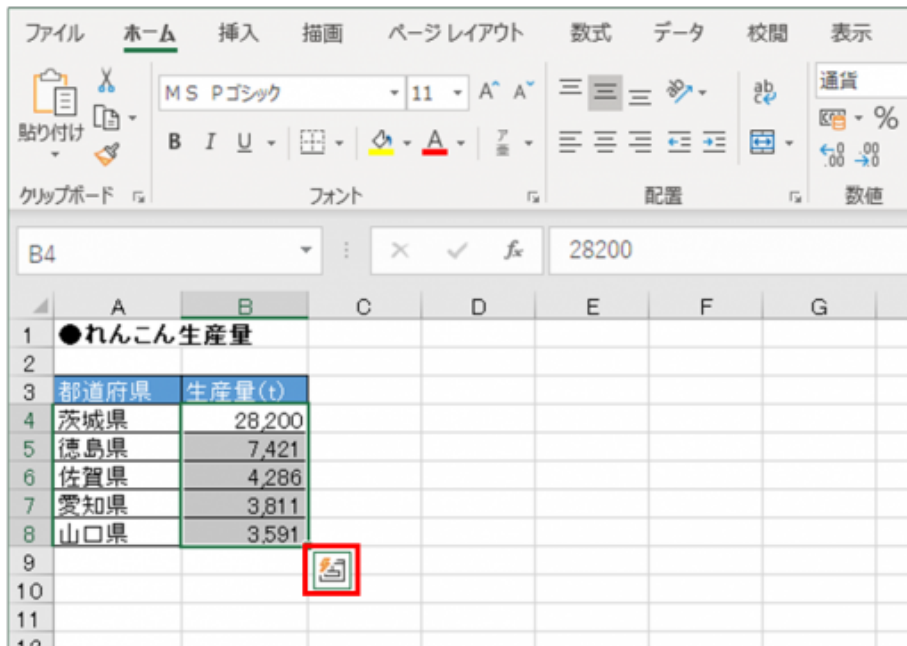 ファイル ホーム 挿入 描画 ページ レイアウト 数式 データ 校閲 表示
MS Pゴシック 11 A A ab 通貨
貼り付け B I U A ア亜 %
クリップボード フォント 配置 数値
B4 fx 28200
A B C D E F G
1 ●れんこん生産量
2
3 都道府県 生産量(t)
4 茨城県 28,200
5 徳島県 7,421
6 佐賀県 4,286
7 愛知県 3,811
8 山口県 3,591
9
10
11